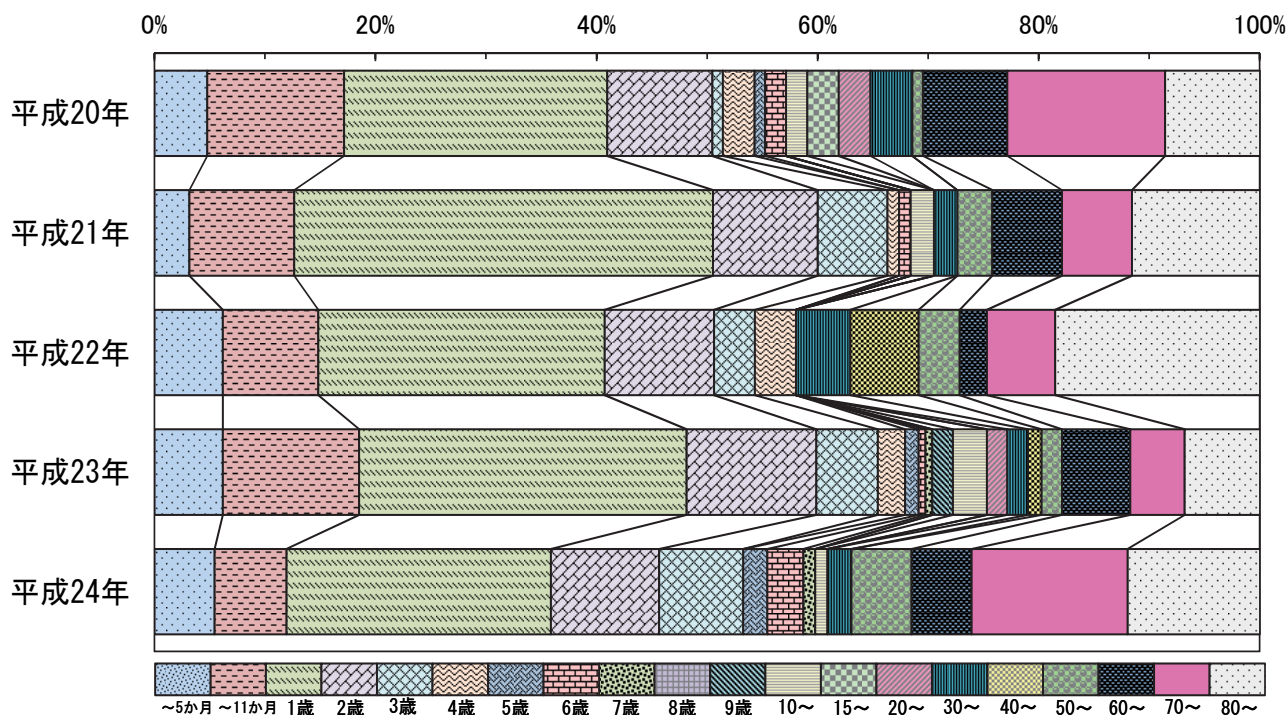 0% 20% 40% 60% 80% 100%
平成20年
平成21年
平成22年
平成23年
平成24年
～5か月 ～11か月 1歳 2歳 3歳 4歳 5歳 6歳 7歳 8歳 9歳 10～ 15～ 20～ 30～ 40～ 50～ 60～ 70～ 80～